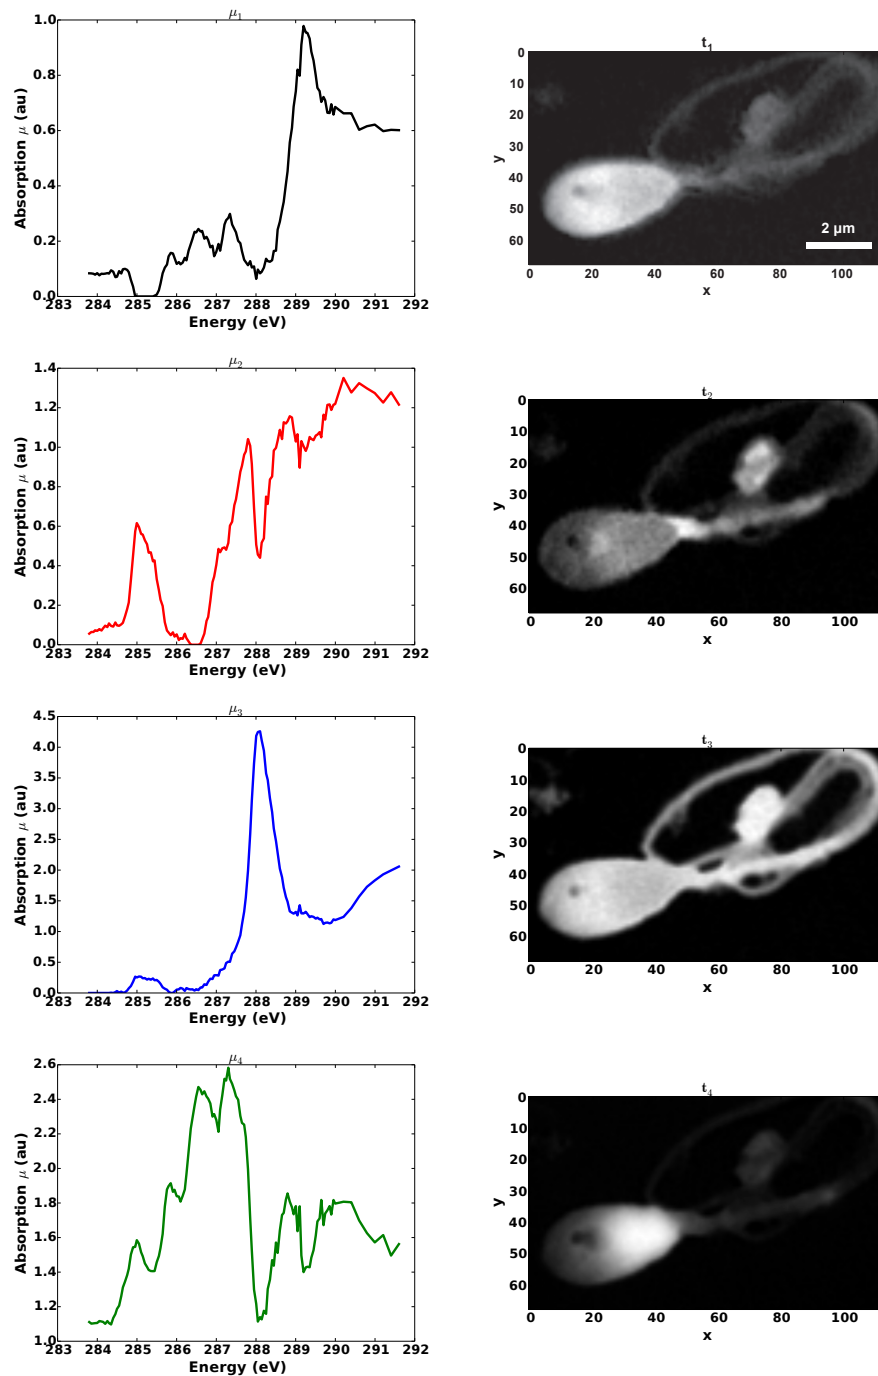 μ₁
Absorption μ (au)
1.0
0.8
0.6
0.4
0.2
0.0
283 284 285 286 287 288 289 290 291 292
Energy (eV)
t₁
y
0
10
20
30
40
50
60
2 µm
0 20 40 60 80 100
x
μ₂
Absorption μ (au)
1.4
1.2
1.0
0.8
0.6
0.4
0.2
0.0
283 284 285 286 287 288 289 290 291 292
Energy (eV)
t₂
y
0
10
20
30
40
50
60
0 20 40 60 80 100
x
μ₃
Absorption μ (au)
4.5
4.0
3.5
3.0
2.5
2.0
1.5
1.0
0.5
0.0
283 284 285 286 287 288 289 290 291 292
Energy (eV)
t₃
y
0
10
20
30
40
50
60
0 20 40 60 80 100
x
μ₄
Absorption μ (au)
2.6
2.4
2.2
2.0
1.8
1.6
1.4
1.2
1.0
283 284 285 286 287 288 289 290 291 292
Energy (eV)
t₄
y
0
10
20
30
40
50
60
0 20 40 60 80 100
x